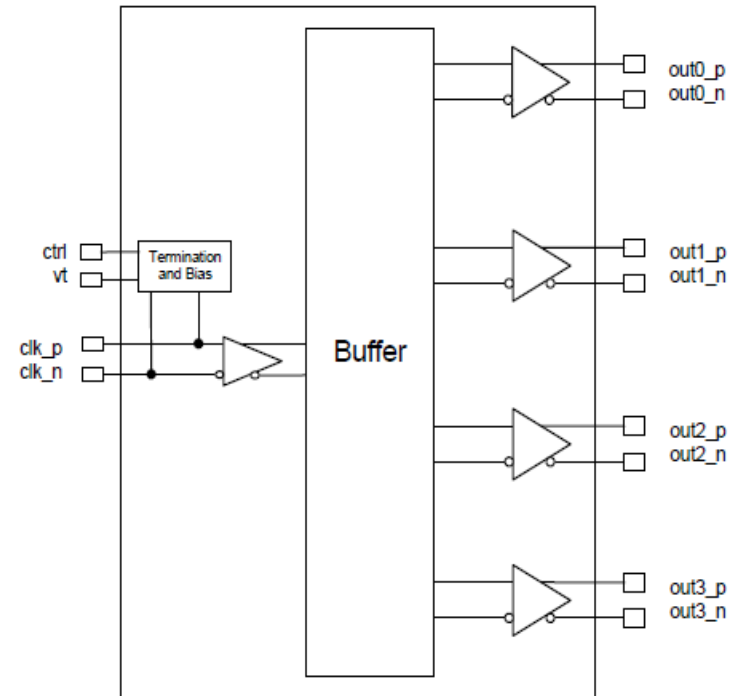 out0_p
out0_n
ctrl
vt
Termination
and Bias
out1_p
out1_n
clk_p
clk_n
Buffer
out2_p
out2_n
out3_p
out3_n